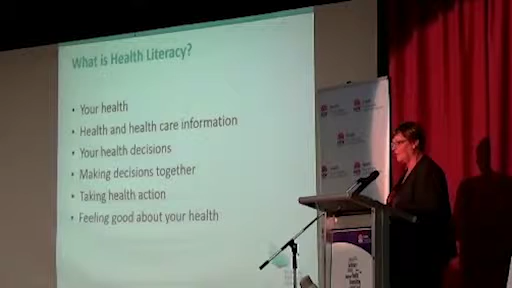 What is Health Literacy?
• Your health
• Health and health care information
• Your health decisions
• Making decisions together
• Taking health action
• Feeling good about your health